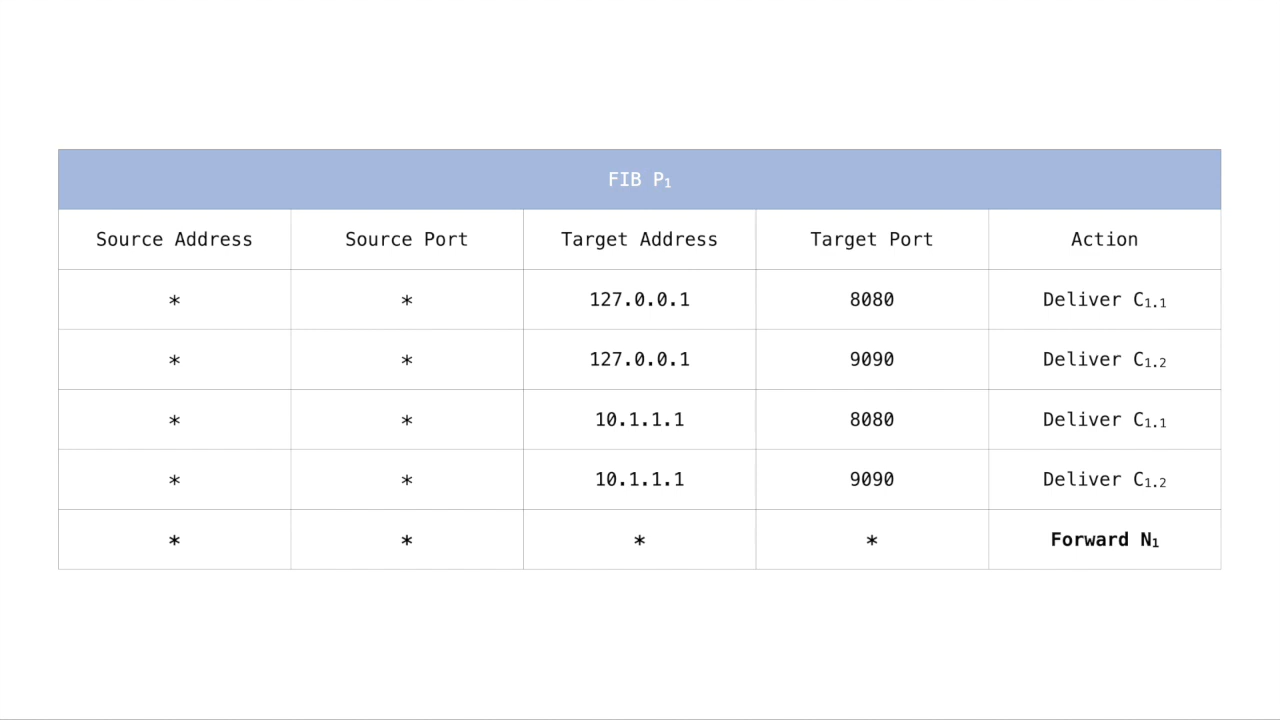 FIB P₁
Source Address Source Port Target Address Target Port Action
* * 127.0.0.1 8080 Deliver C₁.₁
* * 127.0.0.1 9090 Deliver C₁.₂
* * 10.1.1.1 8080 Deliver C₁.₁
* * 10.1.1.1 9090 Deliver C₁.₂
* * * * Forward N₁